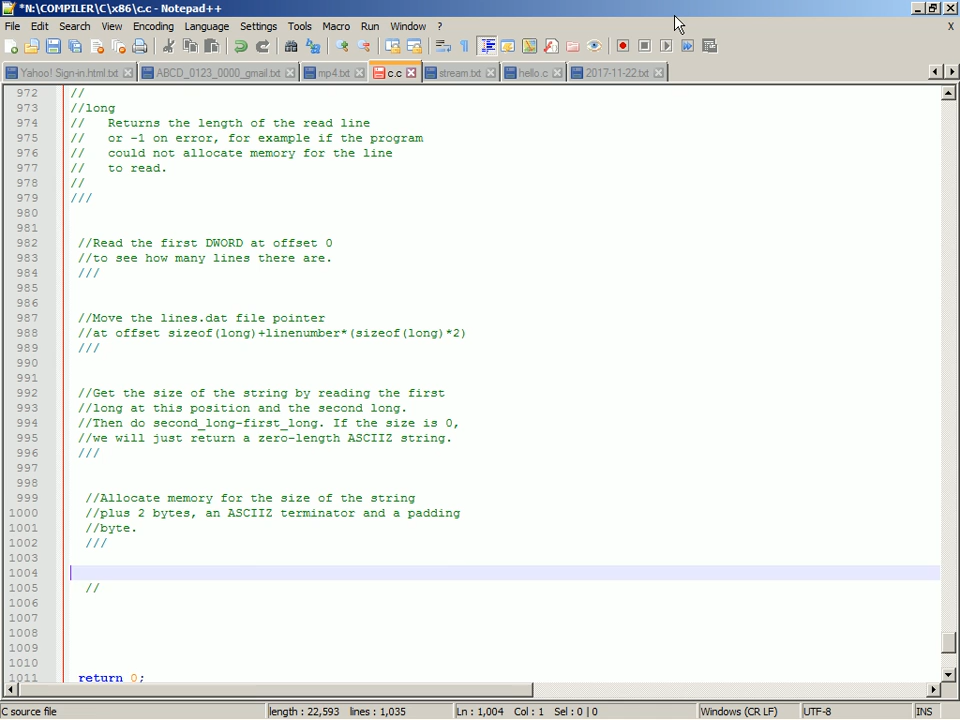 *N:\COMPILER\C\x86\c.c - Notepad++
File Edit Search View Encoding Language Settings Tools Macro Run Window ? X
Yahoo! Sign-in.html.txt ABCD_0123_0000_gmail.txt mp4.txt c.c stream.txt hello.c 2017-11-22.txt
972 //
973 //long
974 // Returns the length of the read line
975 // or -1 on error, for example if the program
976 // could not allocate memory for the line
977 // to read.
978 //
979 ///
980
981
982 //Read the first DWORD at offset 0
983 //to see how many lines there are.
984 ///
985
986
987 //Move the lines.dat file pointer
988 //at offset sizeof(long)+linenumber*(sizeof(long)*2)
989 ///
990
991
992 //Get the size of the string by reading the first
993 //long at this position and the second long.
994 //Then do second_long-first_long. If the size is 0,
995 //we will just return a zero-length ASCIIZ string.
996 ///
997
998
999 //Allocate memory for the size of the string
1000 //plus 2 bytes, an ASCIIZ terminator and a padding
1001 //byte.
1002 ///
1003
1004
1005 //
1006
1007
1008
1009
1010
1011 return 0;
C source file length : 22,593 lines : 1,035 Ln : 1,004 Col : 1 Sel : 0 | 0 Windows (CR LF) UTF-8 INS